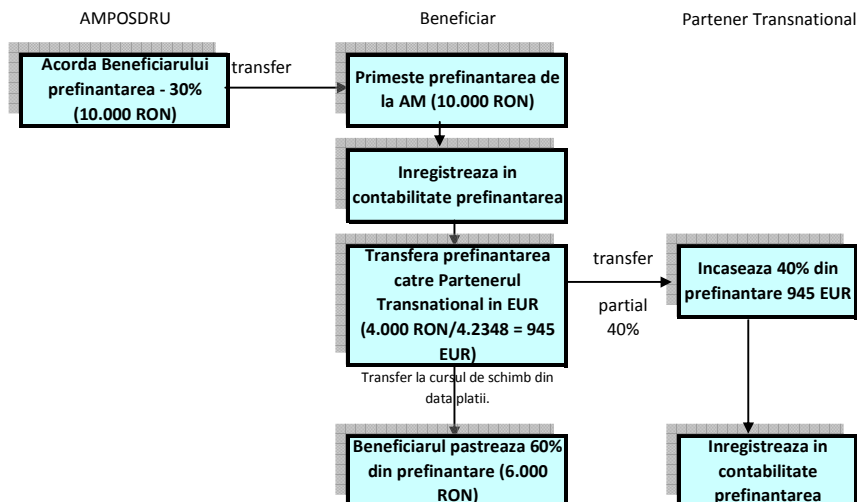 AMPOSDRU
Beneficiar
Partener Transnational
Acorda Beneficiarului
prefinantarea - 30%
(10.000 RON)
transfer
Primeste prefinantarea de
la AM (10.000 RON)
Inregistreaza in
contabilitate prefinantarea
Transfera prefinantarea
catre Partenerul
Transnational in EUR
(4.000 RON/4.2348 = 945
EUR)
transfer
partial
40%
Incaseaza 40% din
prefinantare 945 EUR
Transfer la cursul de schimb din
data platii.
Beneficiarul pastreaza 60%
din prefinantare (6.000
RON)
Inregistreaza in
contabilitate
prefinantarea